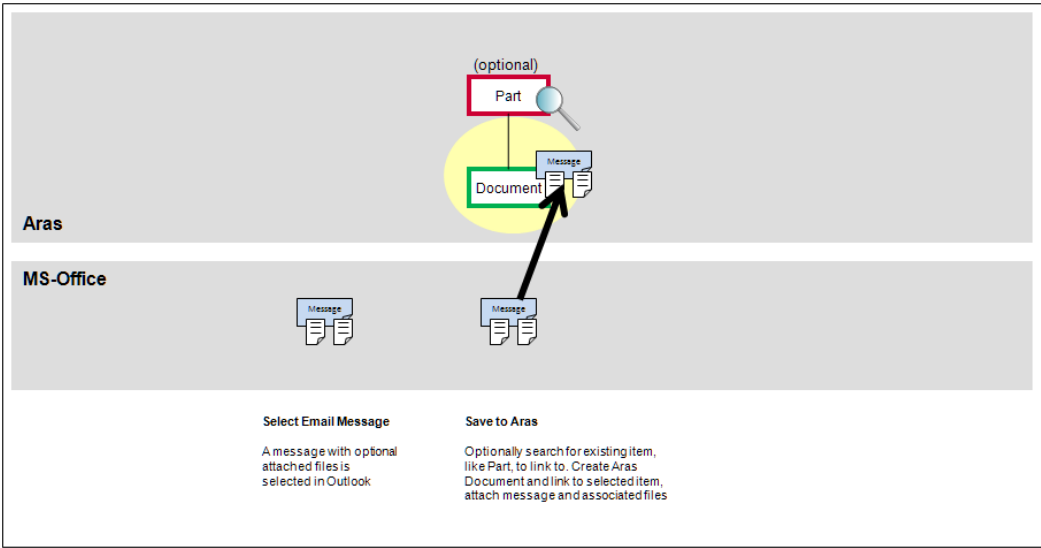 (optional)
Part
Message
Document
Aras
MS-Office
Message
Message
Select Email Message
A message with optional
attached files is
selected in Outlook
Save to Aras
Optionally search for existing item,
like Part, to link to. Create Aras
Document and link to selected item,
attach message and associated files